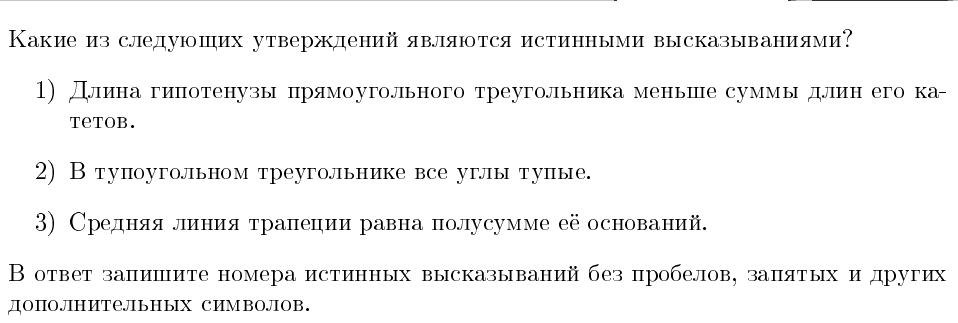 Какие из следующих утверждений являются истинными высказываниями?
1) Длина гипотенузы прямоугольного треугольника меньше суммы длин его ка-
тетов.
2) В тупоугольном треугольнике все углы тупые.
3) Средняя линия трапеции равна полусумме её оснований.
В ответ запишите номера истинных высказываний без пробелов, запятых и других
дополнительных символов.